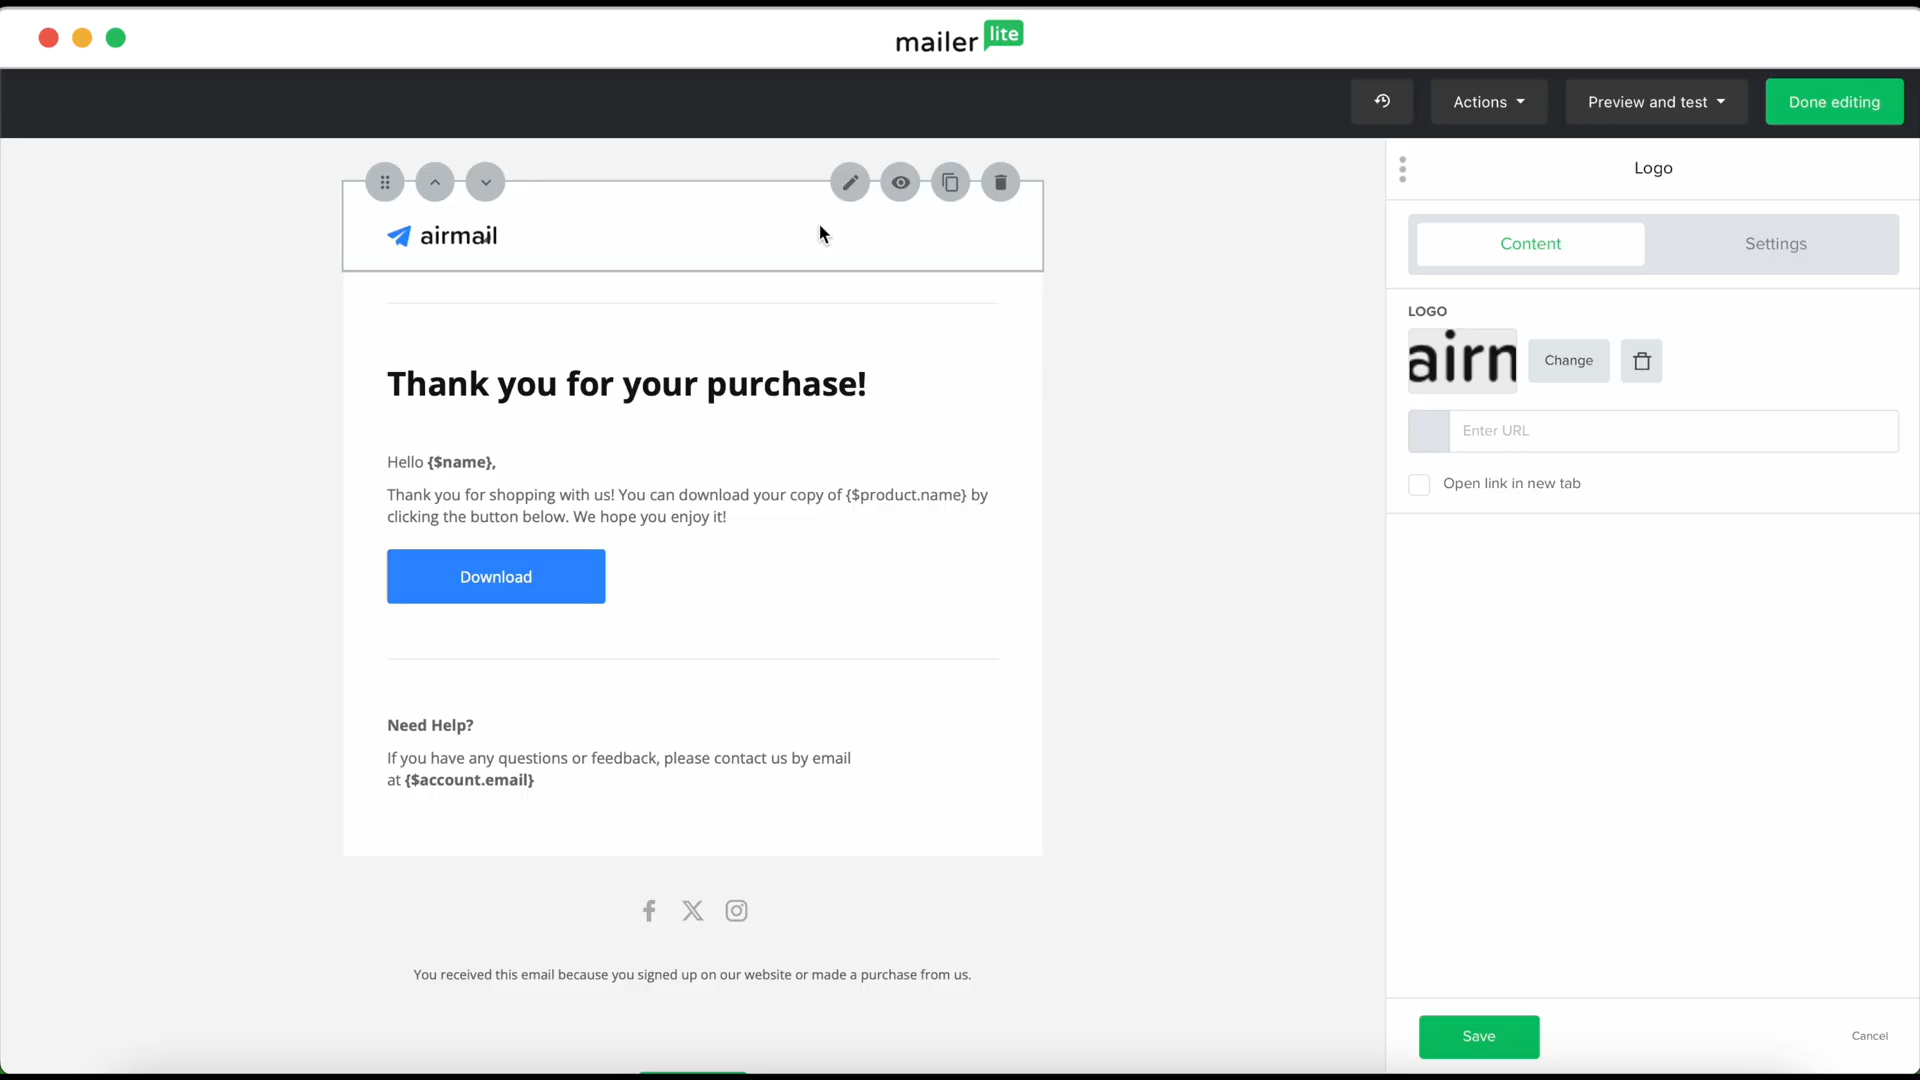 mailer lite
Actions
Preview and test
Done editing
Logo
Content
Settings
airmail
LOGO
airn
Change
Enter URL
Open link in new tab
Thank you for your purchase!
Hello {$name},
Thank you for shopping with us! You can download your copy of {$product.name} by
clicking the button below. We hope you enjoy it!
Download
Need Help?
If you have any questions or feedback, please contact us by email
at {$account.email}
You received this email because you signed up on our website or made a purchase from us.
Save
Cancel